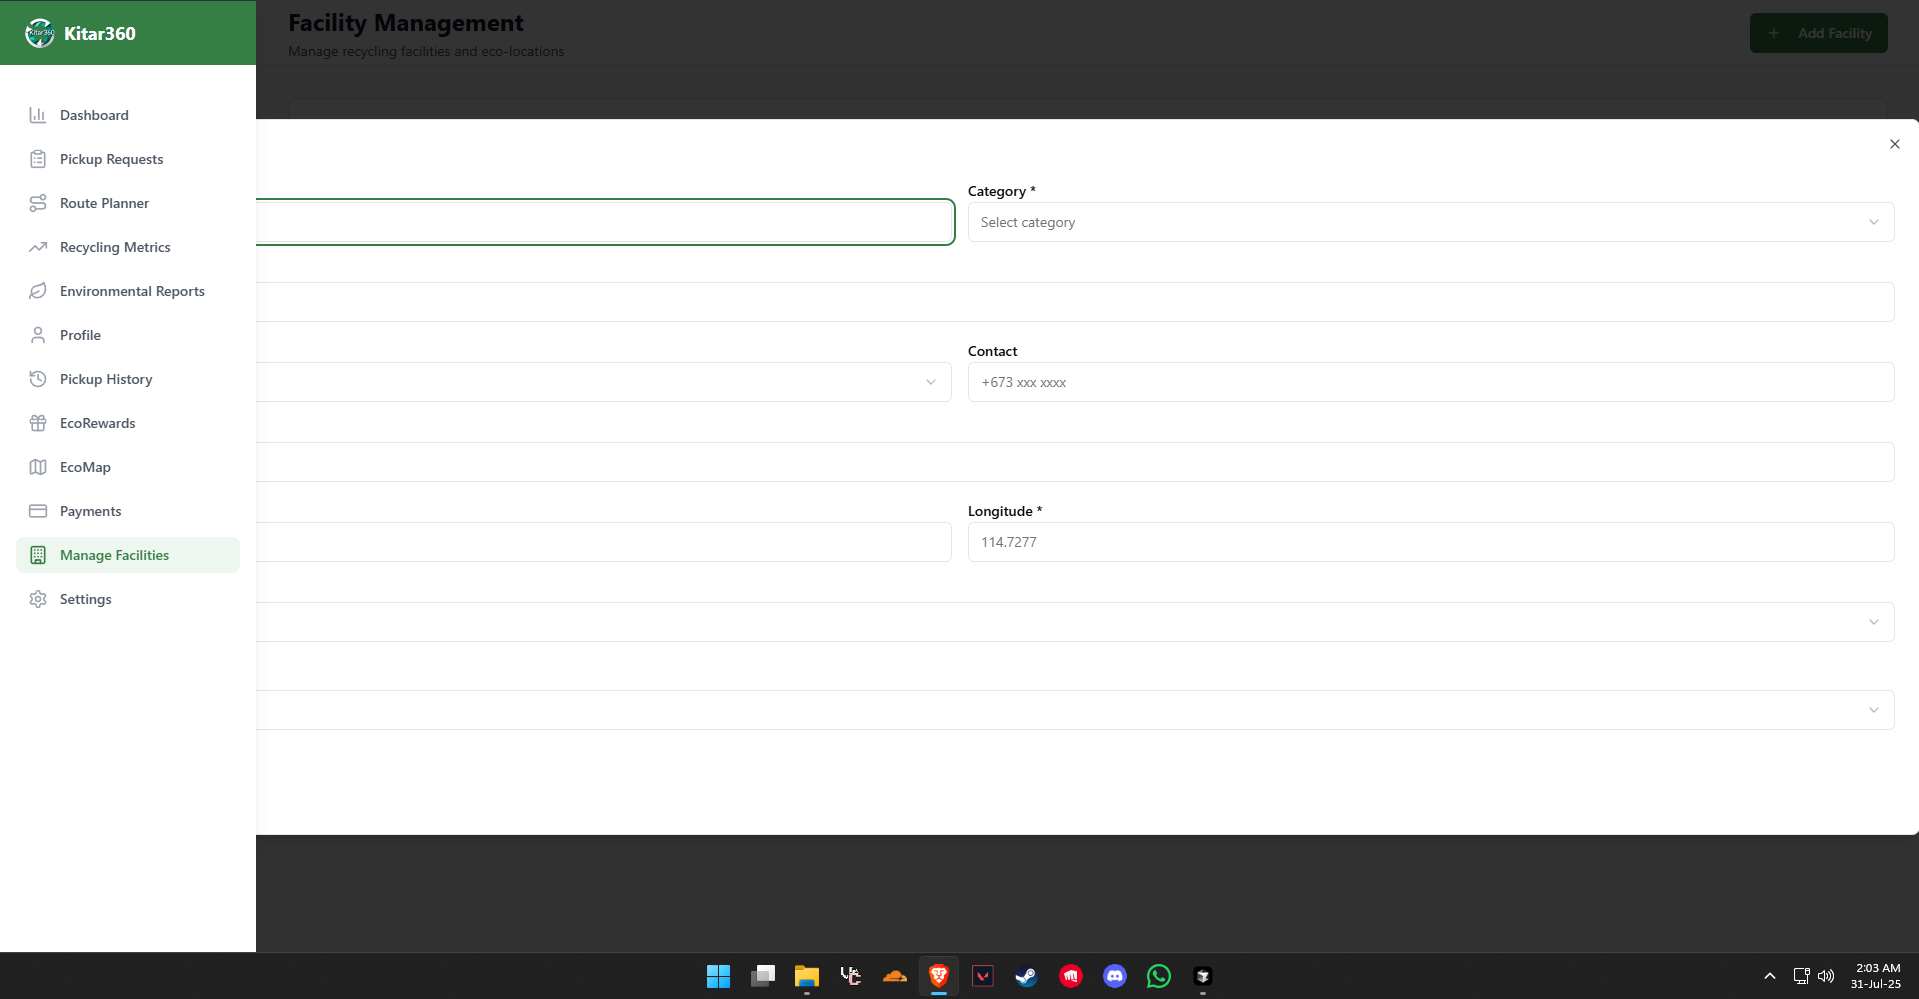 Kitar360
Kitar360
Facility Management
Manage recycling facilities and eco-locations
+ Add Facility
Dashboard
Pickup Requests
Route Planner
Recycling Metrics
Environmental Reports
Profile
Pickup History
EcoRewards
EcoMap
Payments
Manage Facilities
Settings
Category *
Select category
Contact
+673 xxx xxxx
Longitude *
114.7277
2:03 AM
31-Jul-25